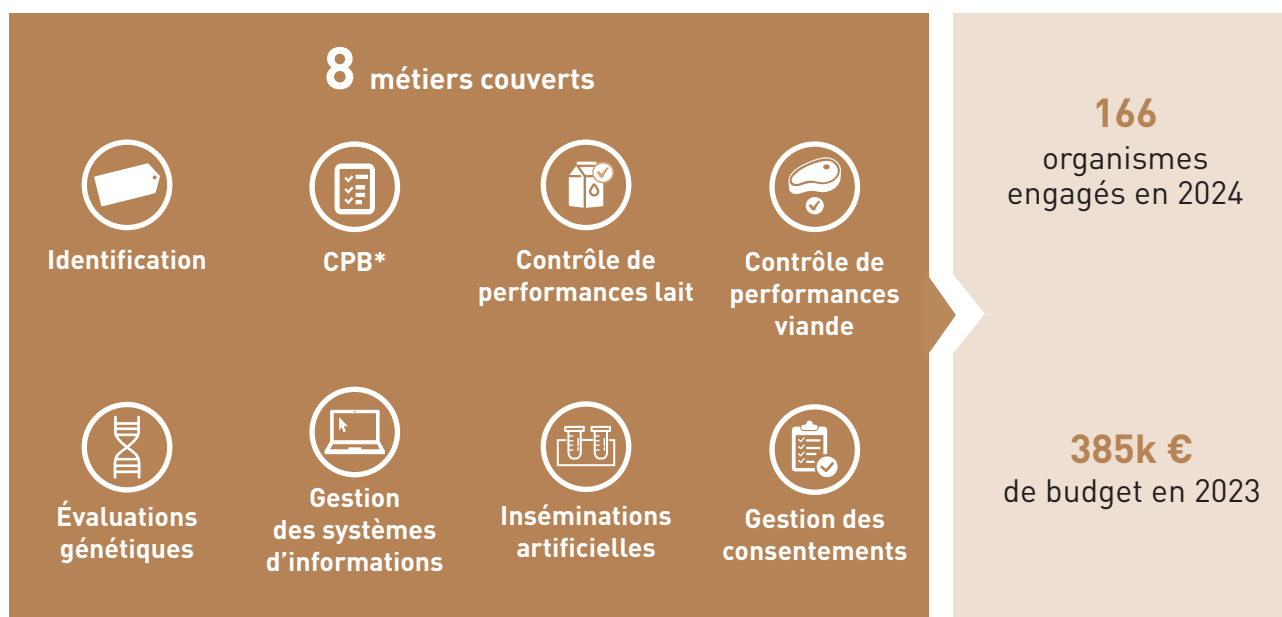 8 métiers couverts
Identification
CPB*
Contrôle de
performances lait
Contrôle de
performances
viande
Évaluations
génétiques
Gestion
des systèmes
d’informations
Inséminations
artificielles
Gestion des
consentements
166
organismes
engagés en 2024
385k €
de budget en 2023